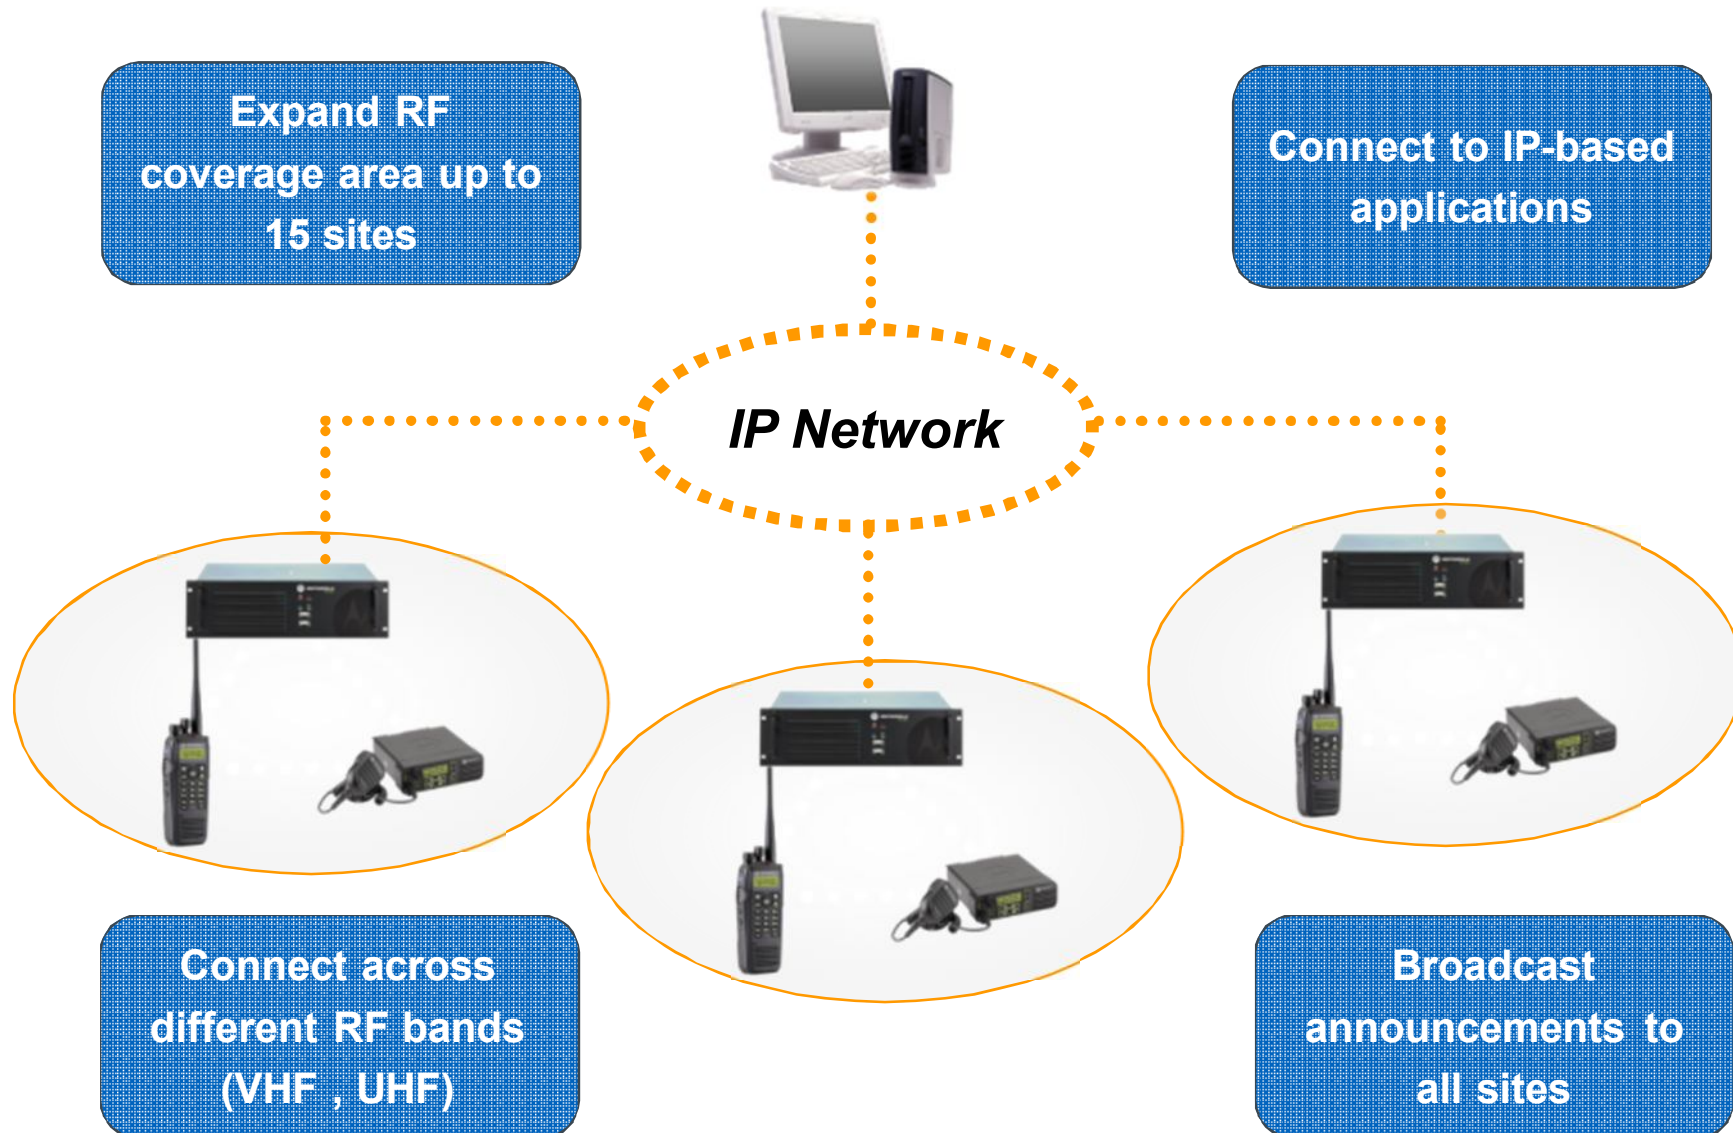 Expand RF
coverage area up to
15 sites
Connect to IP-based
applications
IP Network
Connect across
different RF bands
(VHF , UHF)
Broadcast
announcements to
all sites